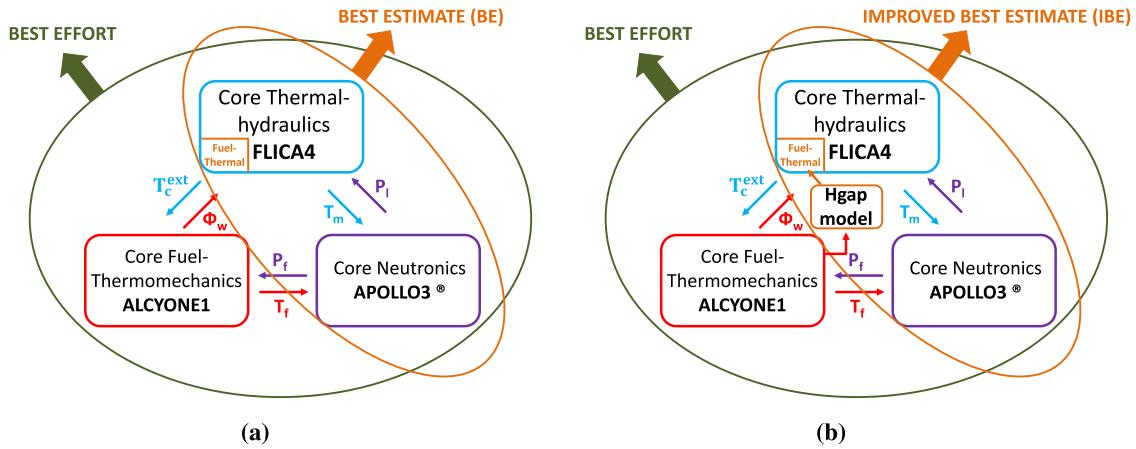 BEST ESTIMATE (BE)
BEST EFFORT
Core Thermal-
hydraulics
FLICA4
Fuel-
Thermal
T_c^ext
Φ_w
P_l
T_m
Core Fuel-
Thermomechanics
ALCYONE1
P_f
T_f
Core Neutronics
APOLLO3 ®
(a)
IMPROVED BEST ESTIMATE (IBE)
BEST EFFORT
Core Thermal-
hydraulics
FLICA4
Fuel-
Thermal
T_c^ext
Φ_w
Hgap
model
P_l
T_m
Core Fuel-
Thermomechanics
ALCYONE1
P_f
T_f
Core Neutronics
APOLLO3 ®
(b)